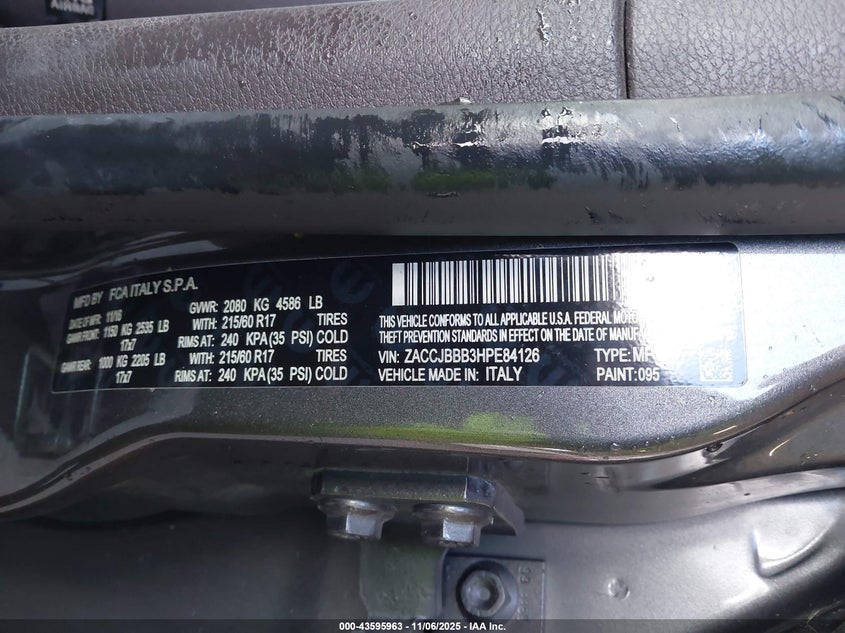 AIRBAG
MFD BY FCA ITALY S.P.A.
DATE OF MFR 11/16 GVWR: 2080 KG 4586 LB
GAWR FRONT: 1150 KG 2535 LB WITH: 215/60 R17 TIRES
17x7 RIMS AT: 240 KPA(35 PSI) COLD
GAWR REAR: 1000 KG 2205 LB WITH: 215/60 R17 TIRES
17x7 RIMS AT: 240 KPA(35 PSI) COLD
THIS VEHICLE CONFORMS TO ALL APPLICABLE U.S.A. FEDERAL
THEFT PREVENTION STANDARDS IN EFFECT ON THE DATE OF MANU
VIN: ZACCJBBB3HPE84126 TYPE: MP
VEHICLE MADE IN: ITALY PAINT: 095
000-43595963 - 11/06/2025 - IAA Inc.